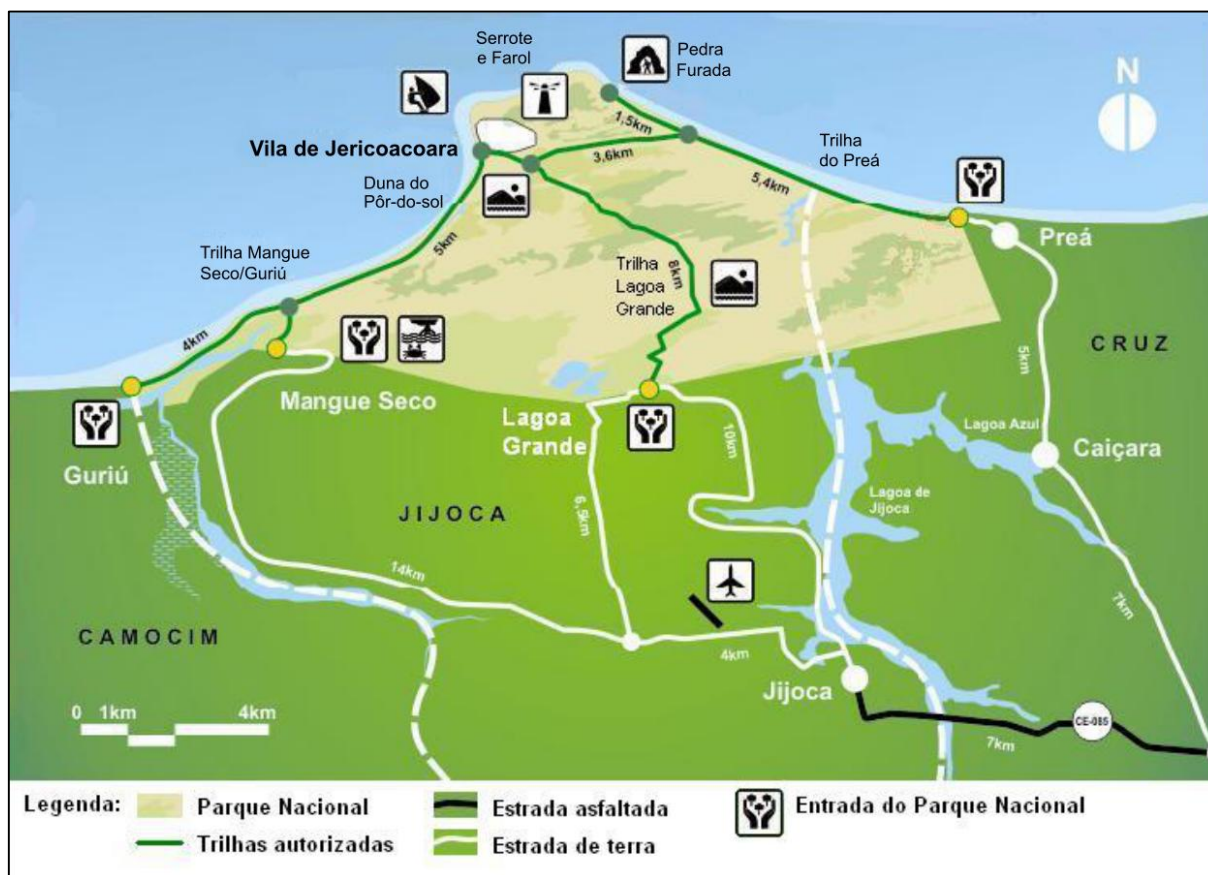 Serrote
e Farol
Pedra
Furada
N
1,5km
Vila de Jericoacoara
3,6km
Trilha
do Preá
Duna do
Pôr-do-sol
5,4km
Preá
Trilha Mangue
Seco/Guriú
5km
Trilha
Lagoa
Grande
8km
4km
CRUZ
5km
Mangue Seco
Lagoa
Grande
Lagoa Azul
Caiçara
Guriú
10km
Lagoa de
Jijoca
JIJOCA
6,5km
14km
7km
CAMOCIM
4km
Jijoca
0 1km 4km
CE-085
7km
Legenda:
Parque Nacional
Estrada asfaltada
Entrada do Parque Nacional
Trilhas autorizadas
Estrada de terra